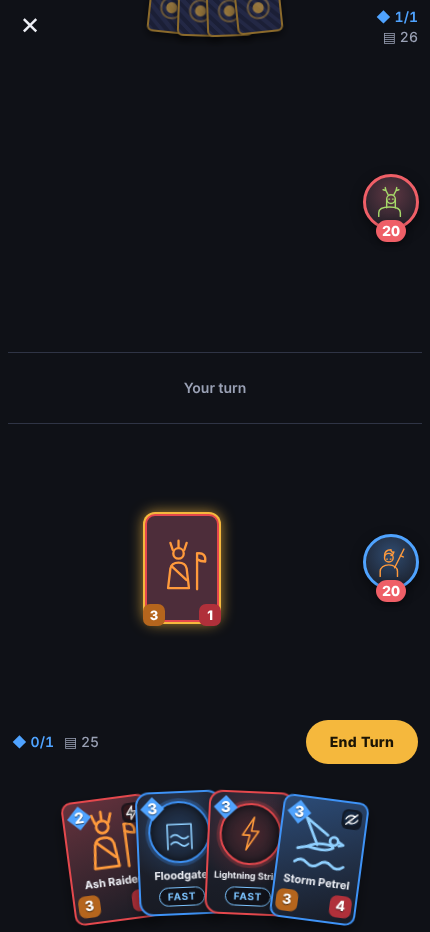 1/1
26
20
Your turn
3 1
20
0/1 25
End Turn
2
3
3
3
Ash Raide
Floodgate
Lightning Stri
Storm Petrel
FAST
FAST
3
3 4